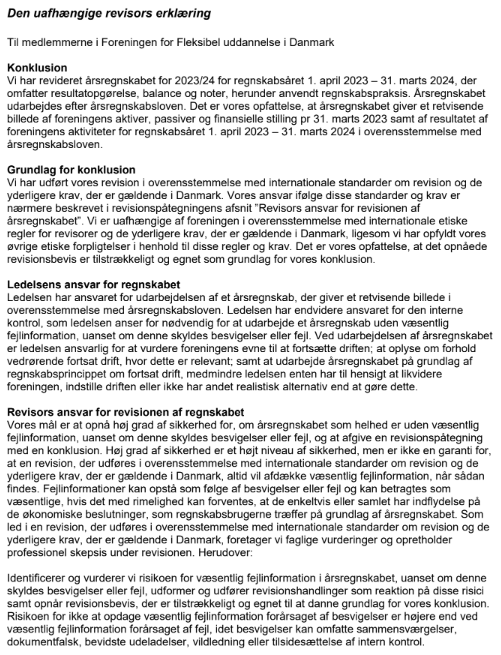 Den uafhængige revisors erklæring
Til medlemmerne i Foreningen for Fleksibel uddannelse i Danmark
Konklusion
Vi har revideret årsregnskabet for 2023/24 for regnskabsåret 1. april 2023 – 31. marts 2024, der
omfatter resultatopgørelse, balance og noter, herunder anvendt regnskabspraksis. Årsregnskabet
udarbejdes efter årsregnskabsloven. Det er vores opfattelse, at årsregnskabet giver et retvisende
billede af foreningens aktiver, passiver og finansielle stilling pr 31. marts 2023 samt af resultatet af
foreningens aktiviteter for regnskabsåret 1. april 2023 – 31. marts 2024 i overensstemmelse med
årsregnskabsloven.
Grundlag for konklusion
Vi har udført vores revision i overensstemmelse med internationale standarder om revision og de
yderligere krav, der er gældende i Danmark. Vores ansvar ifølge disse standarder og krav er
nærmere beskrevet i revisionspåtegningens afsnit "Revisors ansvar for revisionen af
årsregnskabet". Vi er uafhængige af foreningen i overensstemmelse med internationale etiske
regler for revisorer og de yderligere krav, der er gældende i Danmark, ligesom vi har opfyldt vores
øvrige etiske forpligtelser i henhold til disse regler og krav. Det er vores opfattelse, at det opnåede
revisionsbevis er tilstrækkeligt og egnet som grundlag for vores konklusion.
Ledelsens ansvar for regnskabet
Ledelsen har ansvaret for udarbejdelsen af et årsregnskab, der giver et retvisende billede i
overensstemmelse med årsregnskabsloven. Ledelsen har endvidere ansvaret for den interne
kontrol, som ledelsen anser for nødvendig for at udarbejde et årsregnskab uden væsentlig
fejlinformation, uanset om denne skyldes besvigelser eller fejl. Ved udarbejdelsen af årsregnskabet
er ledelsen ansvarlig for at vurdere foreningens evne til at fortsætte driften; at oplyse om forhold
vedrørende fortsat drift, hvor dette er relevant; samt at udarbejde årsregnskabet på grundlag af
regnskabsprincippet om fortsat drift, medmindre ledelsen enten har til hensigt at likvidere
foreningen, indstille driften eller ikke har andet realistisk alternativ end at gøre dette.
Revisors ansvar for revisionen af regnskabet
Vores mål er at opnå høj grad af sikkerhed for, om årsregnskabet som helhed er uden væsentlig
fejlinformation, uanset om denne skyldes besvigelser eller fejl, og at afgive en revisionspåtegning
med en konklusion. Høj grad af sikkerhed er et højt niveau af sikkerhed, men er ikke en garanti for,
at en revision, der udføres i overensstemmelse med internationale standarder om revision og de
yderligere krav, der er gældende i Danmark, altid vil afdække væsentlig fejlinformation, når sådan
findes. Fejlinformationer kan opstå som følge af besvigelser eller fejl og kan betragtes som
væsentlige, hvis det med rimelighed kan forventes, at de enkeltvis eller samlet har indflydelse på
de økonomiske beslutninger, som regnskabsbrugerne træffer på grundlag af årsregnskabet. Som
led i en revision, der udføres i overensstemmelse med internationale standarder om revision og de
yderligere krav, der er gældende i Danmark, foretager vi faglige vurderinger og opretholder
professionel skepsis under revisionen. Herudover:
Identificerer og vurderer vi risikoen for væsentlig fejlinformation i årsregnskabet, uanset om denne
skyldes besvigelser eller fejl, udformer og udfører revisionshandlinger som reaktion på disse risici
samt opnår revisionsbevis, der er tilstrækkeligt og egnet til at danne grundlag for vores konklusion.
Risikoen for ikke at opdage væsentlig fejlinformation forårsaget af besvigelser er højere end ved
væsentlig fejlinformation forårsaget af fejl, idet besvigelser kan omfatte sammensværgelser,
dokumentfalsk, bevidste udeladelser, vildledning eller tilsidesættelse af intern kontrol.